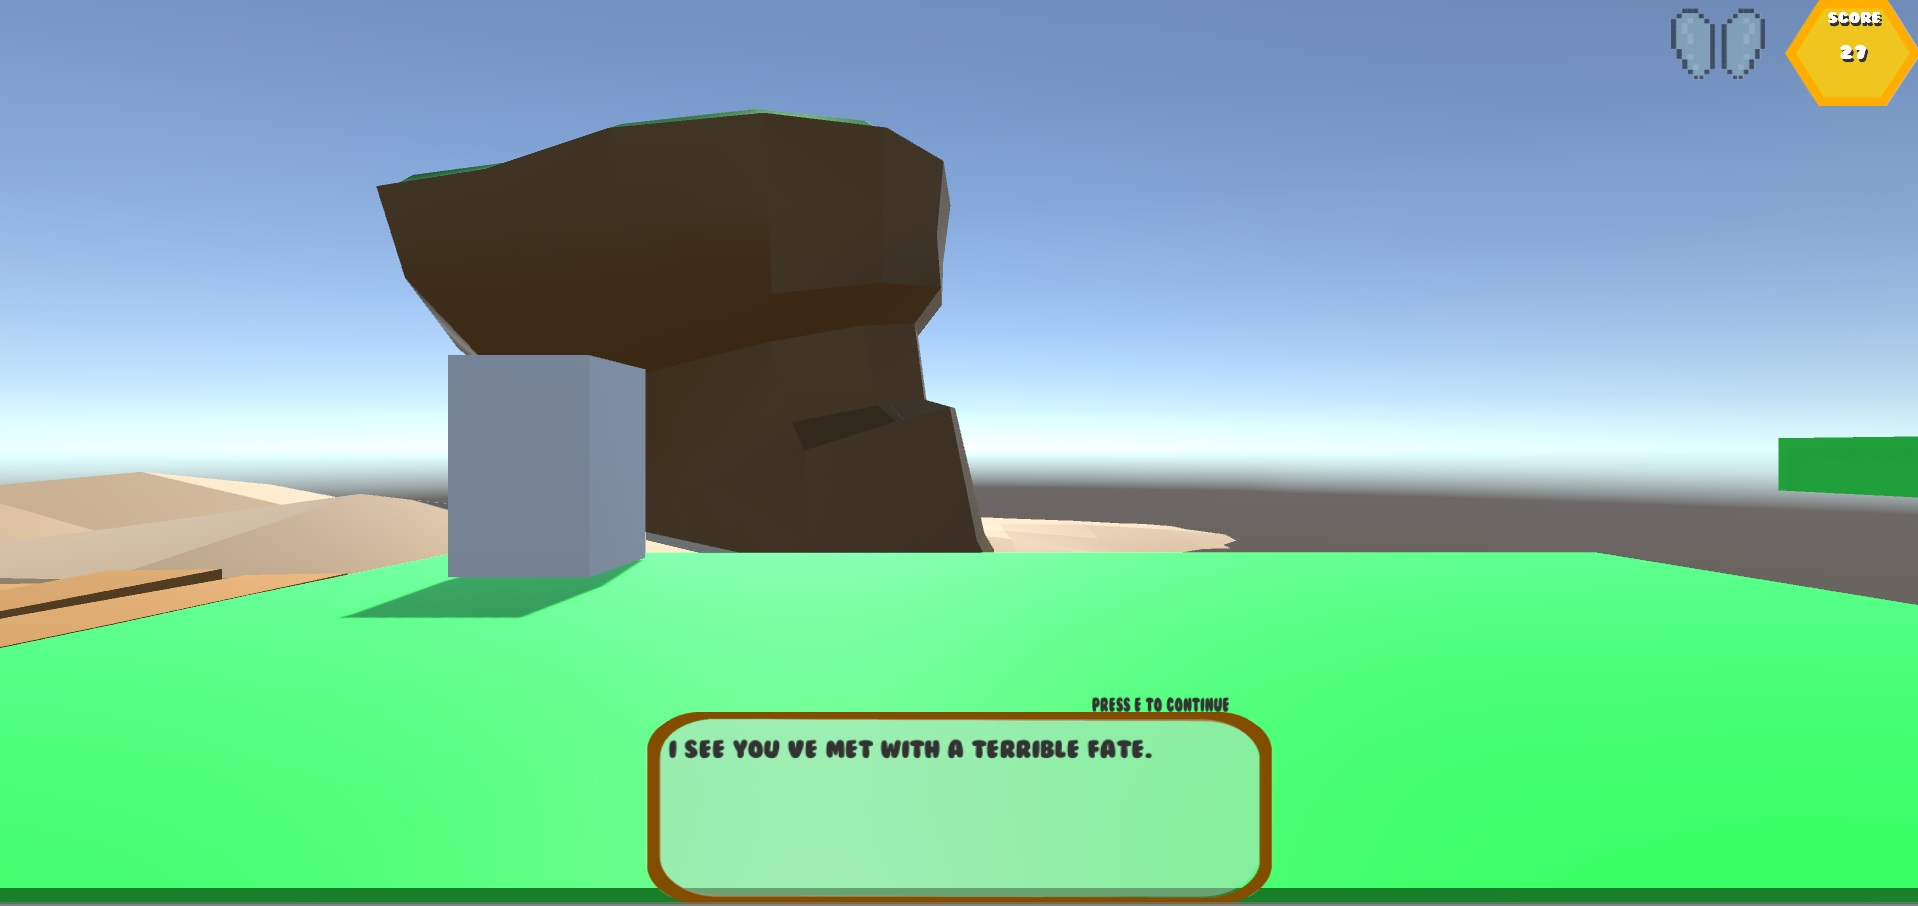 SCORE
27
PRESS E TO CONTINUE
I SEE YOU VE MET WITH A TERRIBLE FATE.